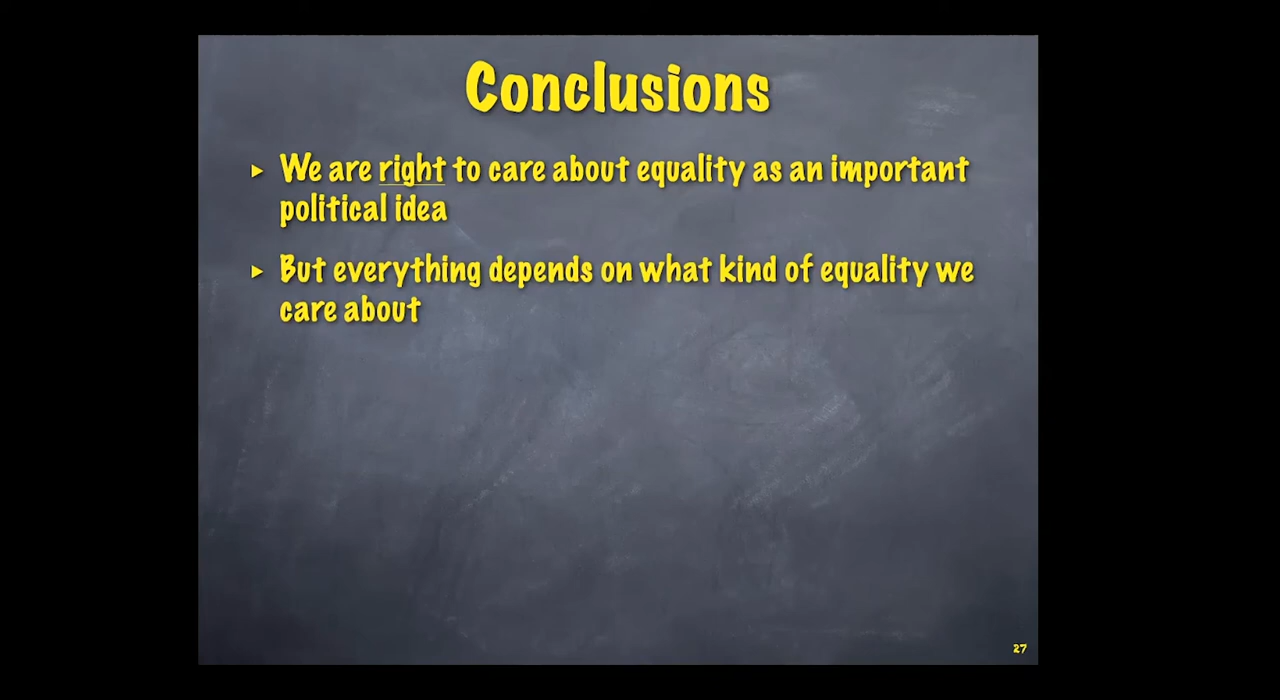 Conclusions
▸ We are right to care about equality as an important
political idea
▸ But everything depends on what kind of equality we
care about
27